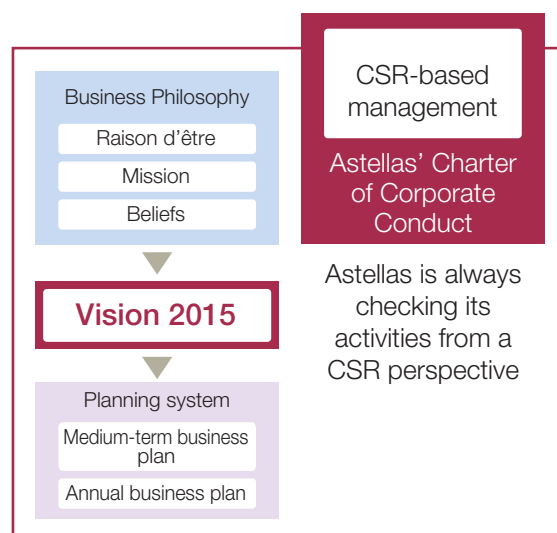 Business Philosophy
Raison d'être
Mission
Beliefs
Vision 2015
Planning system
Medium-term business
plan
Annual business plan
CSR-based
management
Astellas' Charter
of Corporate
Conduct
Astellas is always
checking its
activities from a
CSR perspective